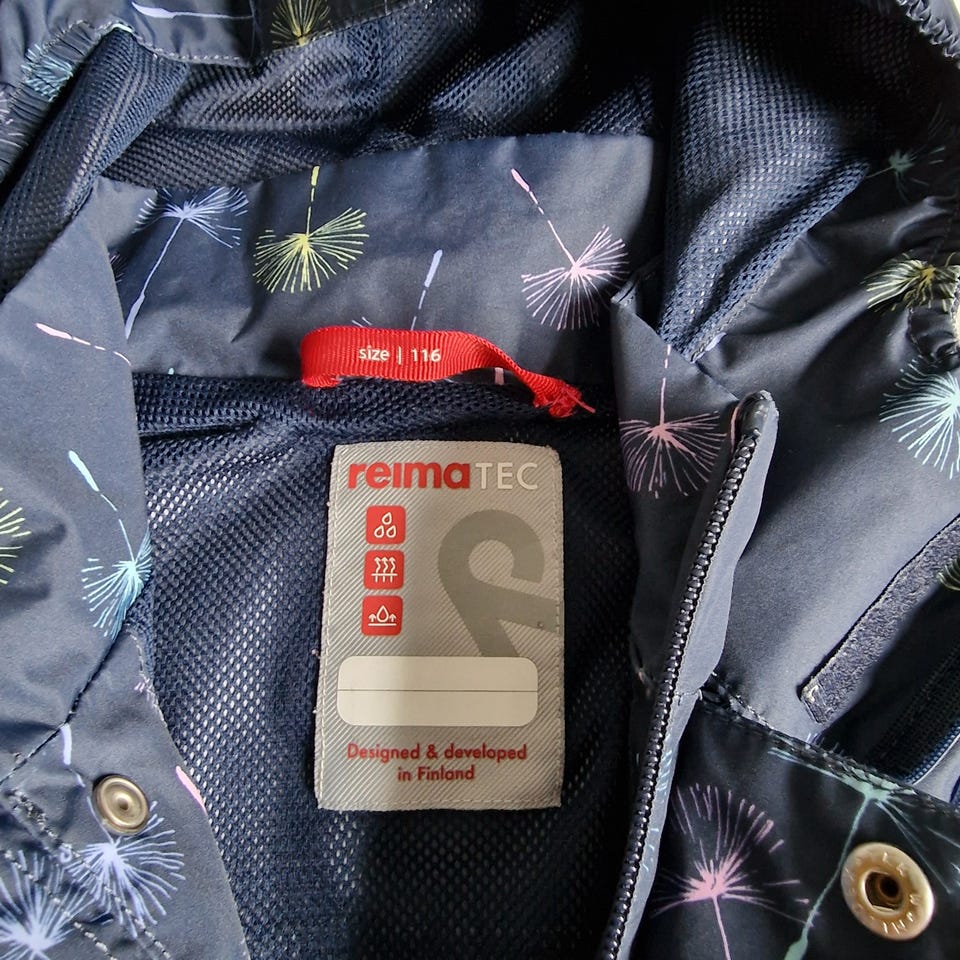 size | 116
reimaTEC
Designed & developed
in Finland